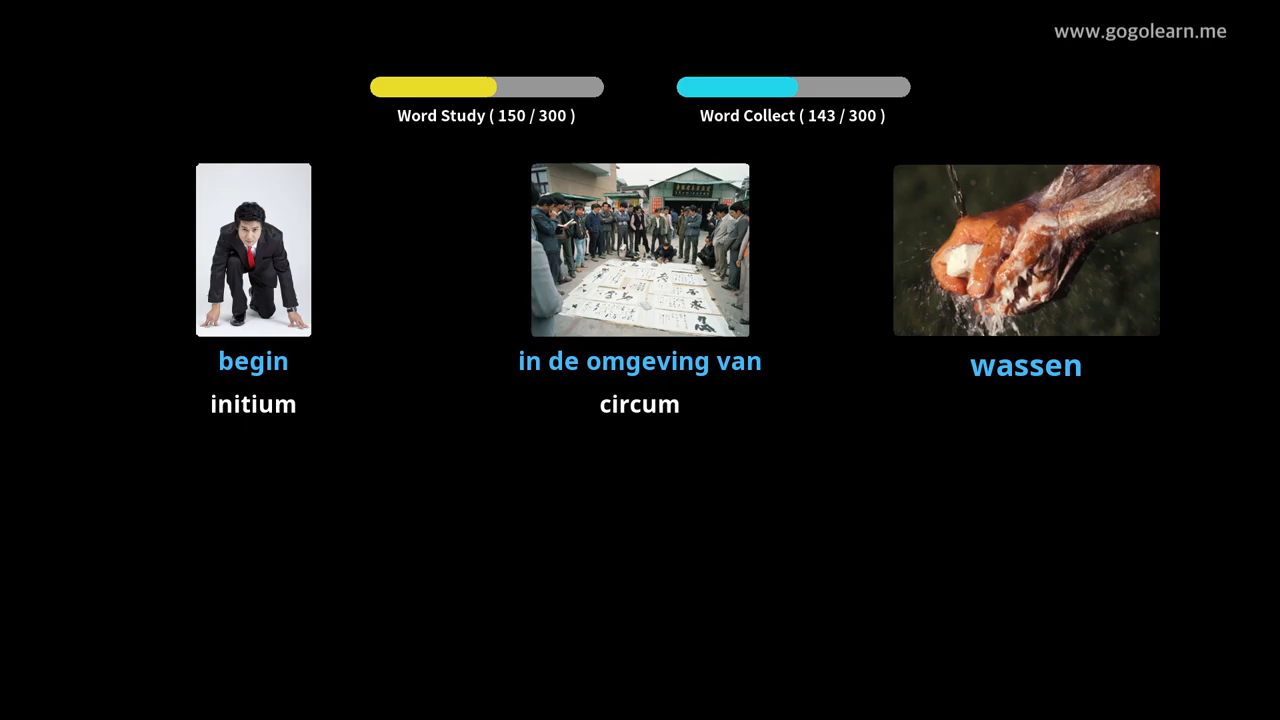 www.gogolearn.me
Word Study ( 150 / 300 )
Word Collect ( 143 / 300 )
begin
in de omgeving van
wassen
initium
circum